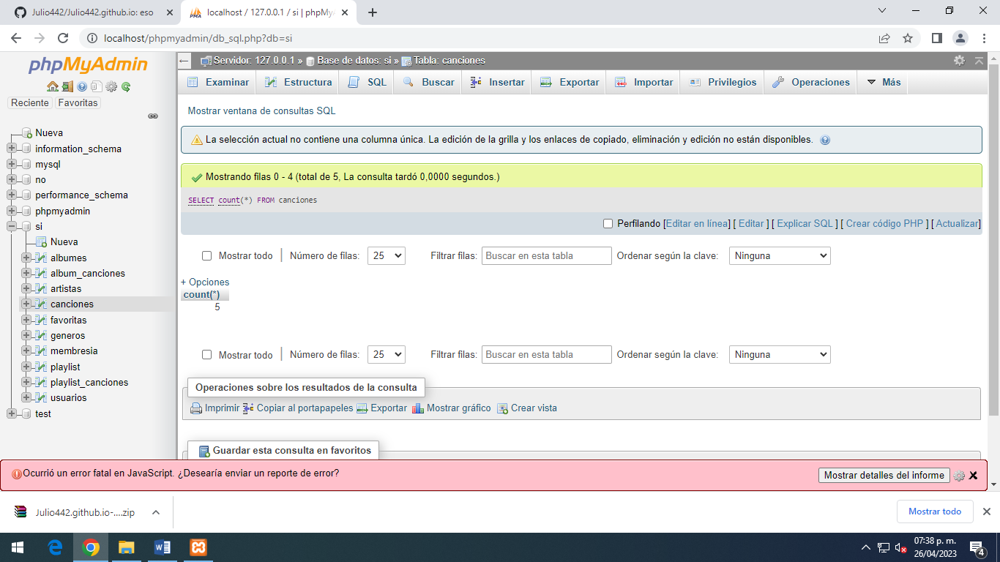 Julio442/Julio442.github.io: eso
localhost / 127.0.0.1 / si | phpMyA
localhost/phpmyadmin/db_sql.php?db=si
phpMyAdmin
Reciente Favoritas
Nueva
information_schema
mysql
no
performance_schema
phpmyadmin
si
Nueva
albumes
album_canciones
artistas
canciones
favoritas
generos
membresia
playlist
playlist_canciones
usuarios
test
Servidor: 127.0.0.1 » Base de datos: si » Tabla: canciones
Examinar Estructura SQL Buscar Insertar Exportar Importar Privilegios Operaciones Más
Mostrar ventana de consultas SQL
La selección actual no contiene una columna única. La edición de la grilla y los enlaces de copiado, eliminación y edición no están disponibles.
Mostrando filas 0 - 4 (total de 5, La consulta tardó 0,0000 segundos.)
SELECT count(*) FROM canciones
Perfilando [Editar en línea] [ Editar ] [ Explicar SQL ] [ Crear código PHP ] [ Actualizar]
Mostrar todo | Número de filas: 25 Filtrar filas: Buscar en esta tabla Ordenar según la clave: Ninguna
+ Opciones
count(*)
5
Mostrar todo | Número de filas: 25 Filtrar filas: Buscar en esta tabla Ordenar según la clave: Ninguna
Operaciones sobre los resultados de la consulta
Imprimir Copiar al portapapeles Exportar Mostrar gráfico Crear vista
Guardar esta consulta en favoritos
Ocurrió un error fatal en JavaScript. ¿Desearía enviar un reporte de error?
Mostrar detalles del informe
Julio442.github.io-....zip
Mostrar todo
07:38 p. m.
26/04/2023
4